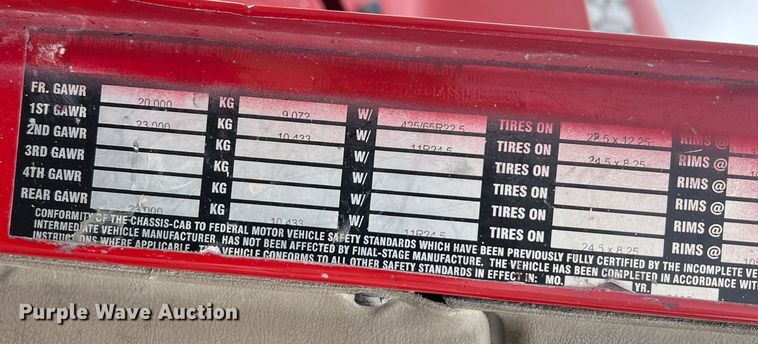 FR. GAWR 20,000 KG 9,072 W/ 425/65R22.5 TIRES ON 22.5 x 12.25 RIMS @
1ST GAWR 23,000 KG 10,433 W/ 11R24.5 TIRES ON 24.5 x 8.25 RIMS @
2ND GAWR KG W/ TIRES ON RIMS @
3RD GAWR KG W/ TIRES ON RIMS @
4TH GAWR KG W/ TIRES ON RIMS @
REAR GAWR 23,000 KG 10,433 W/ 11R24.5 TIRES ON 24.5 x 8.25 RIMS @ 105
CONFORMITY OF THE CHASSIS-CAB TO FEDERAL MOTOR VEHICLE SAFETY STANDARDS WHICH HAVE BEEN PREVIOUSLY FULLY CERTIFIED BY THE INCOMPLETE VE
INTERMEDIATE VEHICLE MANUFACTURER, HAS NOT BEEN AFFECTED BY FINAL-STAGE MANUFACTURE. THE VEHICLE HAS BEEN COMPLETED IN ACCORDANCE WITH
INSTRUCTIONS WHERE APPLICABLE. THE VEHICLE CONFORMS TO ALL OTHER SAFETY STANDARDS IN EFFECT IN: MO. YR.
Purple Wave Auction